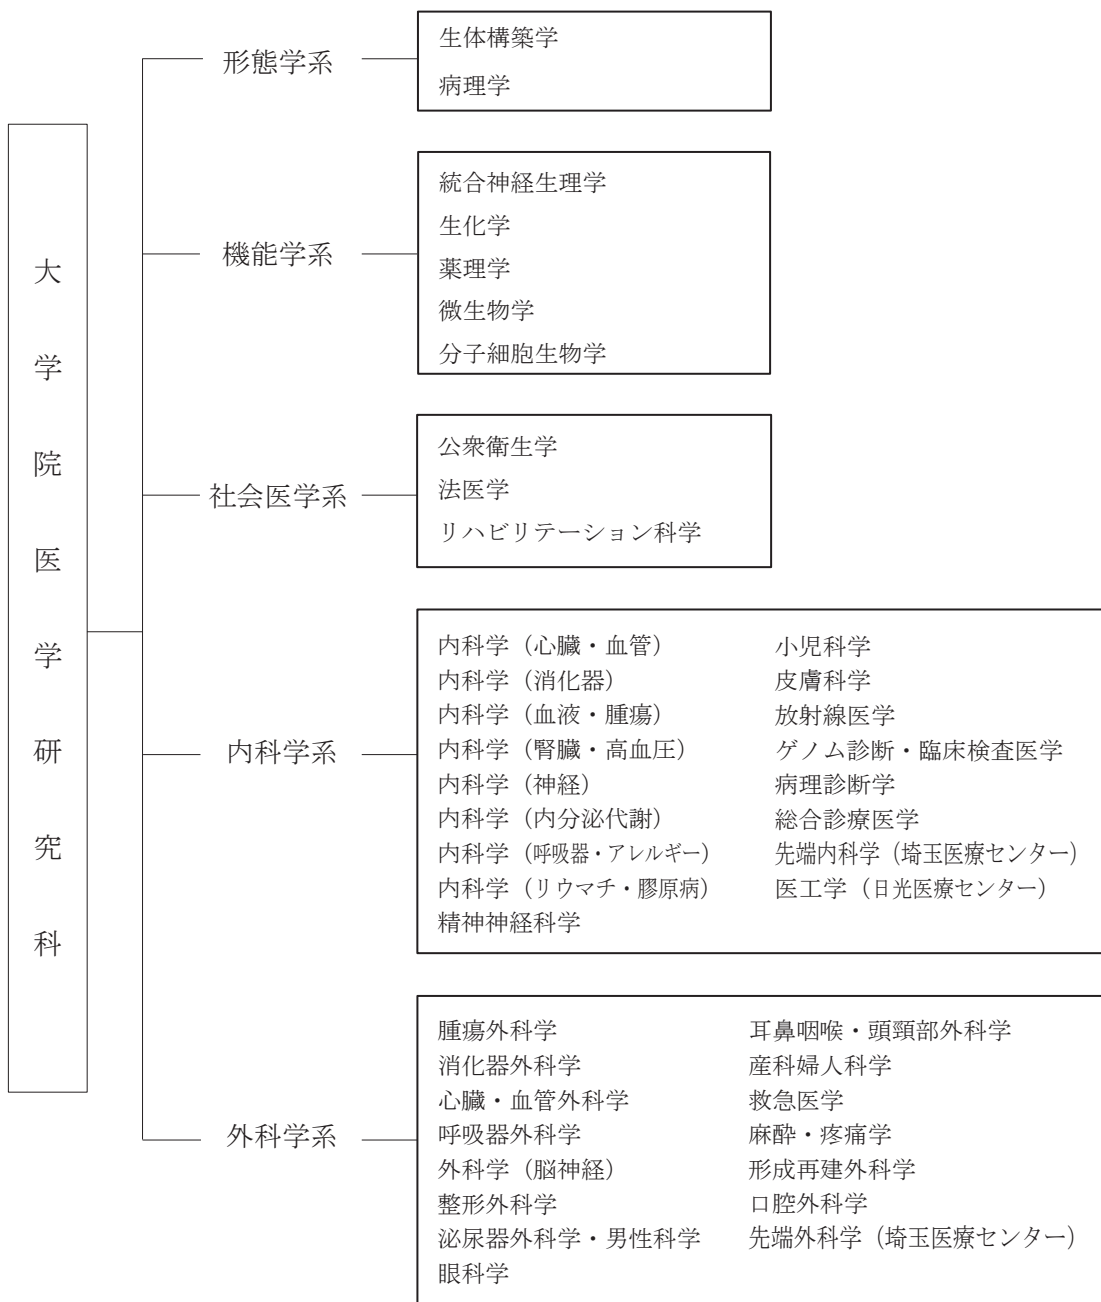 大学院医学研究科
形態学系
生体構築学
病理学
機能学系
統合神経生理学
生化学
薬理学
微生物学
分子細胞生物学
社会医学系
公衆衛生学
法医学
リハビリテーション科学
内科学系
内科学（心臓・血管）
内科学（消化器）
内科学（血液・腫瘍）
内科学（腎臓・高血圧）
内科学（神経）
内科学（内分泌代謝）
内科学（呼吸器・アレルギー）
内科学（リウマチ・膠原病）
精神神経科学
小児科学
皮膚科学
放射線医学
ゲノム診断・臨床検査医学
病理診断学
総合診療医学
先端内科学（埼玉医療センター）
医工学（日光医療センター）
外科学系
腫瘍外科学
消化器外科学
心臓・血管外科学
呼吸器外科学
外科学（脳神経）
整形外科学
泌尿器外科学・男性科学
眼科学
耳鼻咽喉・頭頸部外科学
産科婦人科学
救急医学
麻酔・疼痛学
形成再建外科学
口腔外科学
先端外科学（埼玉医療センター）